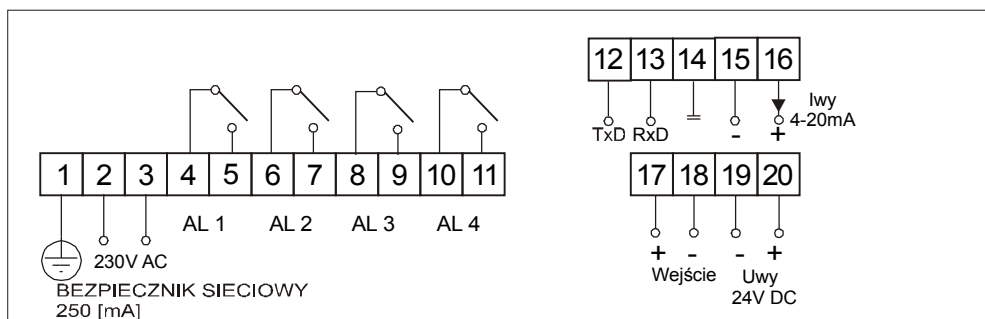 12 13 14 15 16
TxD RxD - + Iwy
4-20mA
1 2 3 4 5 6 7 8 9 10 11
AL 1 AL 2 AL 3 AL 4
230V AC
BEZPIECZNIK SIECIOWY
250 [mA]
17 18 19 20
+ - - +
Wejście Uwy
24V DC